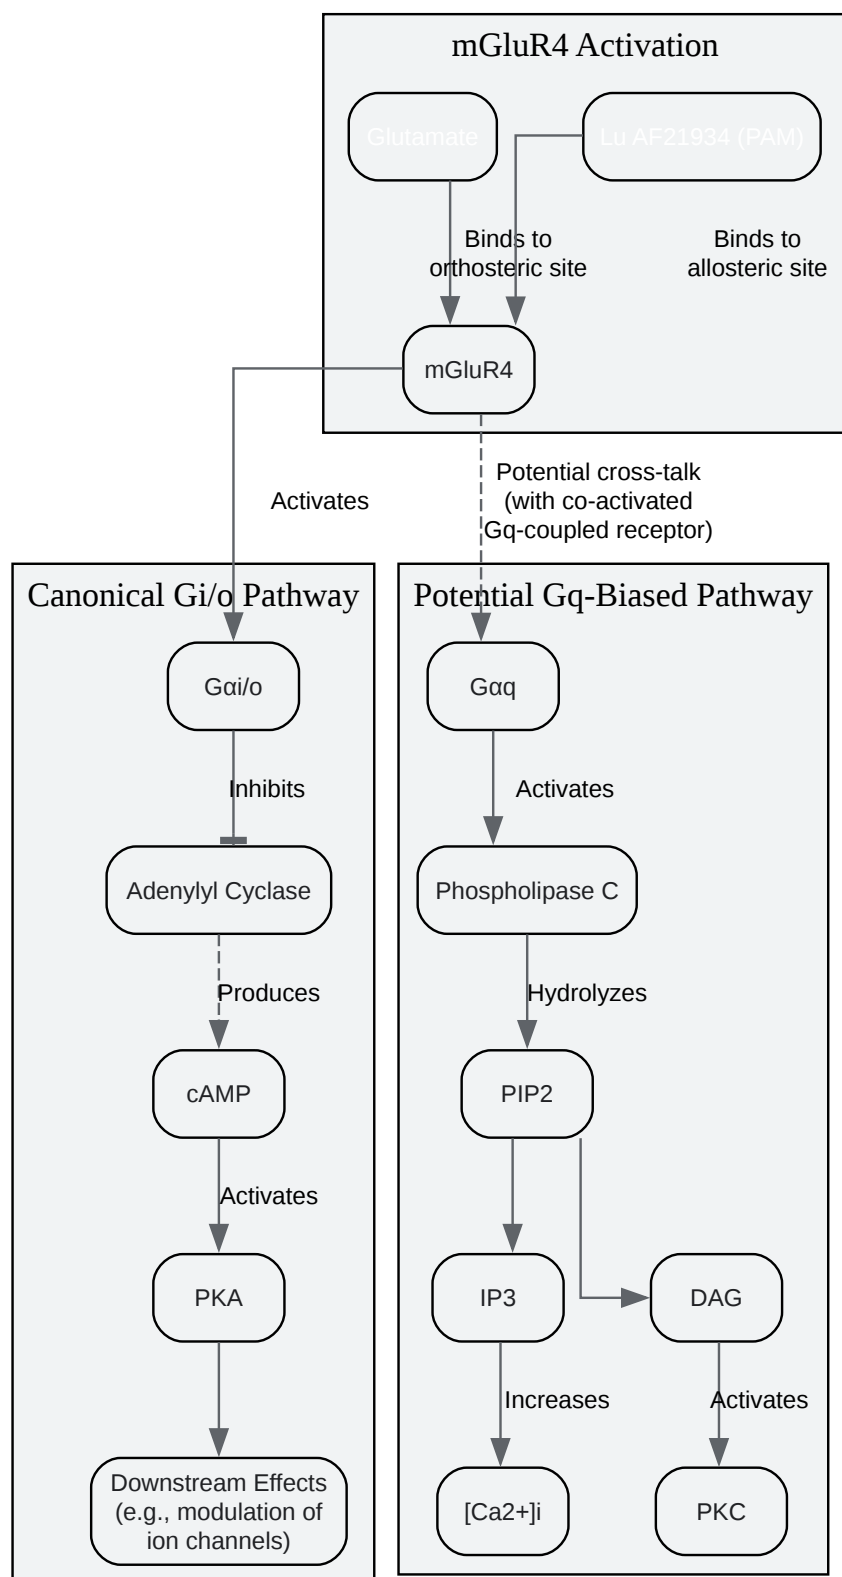 mGluR4 Activation
Glutamate
Lu AF21934 (PAM)
Binds to
orthosteric site
Binds to
allosteric site
mGluR4
Activates
Potential cross-talk
(with co-activated
Gq-coupled receptor)
Canonical Gi/o Pathway
Gαi/o
Inhibits
Adenylyl Cyclase
Produces
cAMP
Activates
PKA
Downstream Effects
(e.g., modulation of
ion channels)
Potential Gq-Biased Pathway
Gαq
Activates
Phospholipase C
Hydrolyzes
PIP2
IP3
DAG
Increases
Activates
[Ca2+]i
PKC